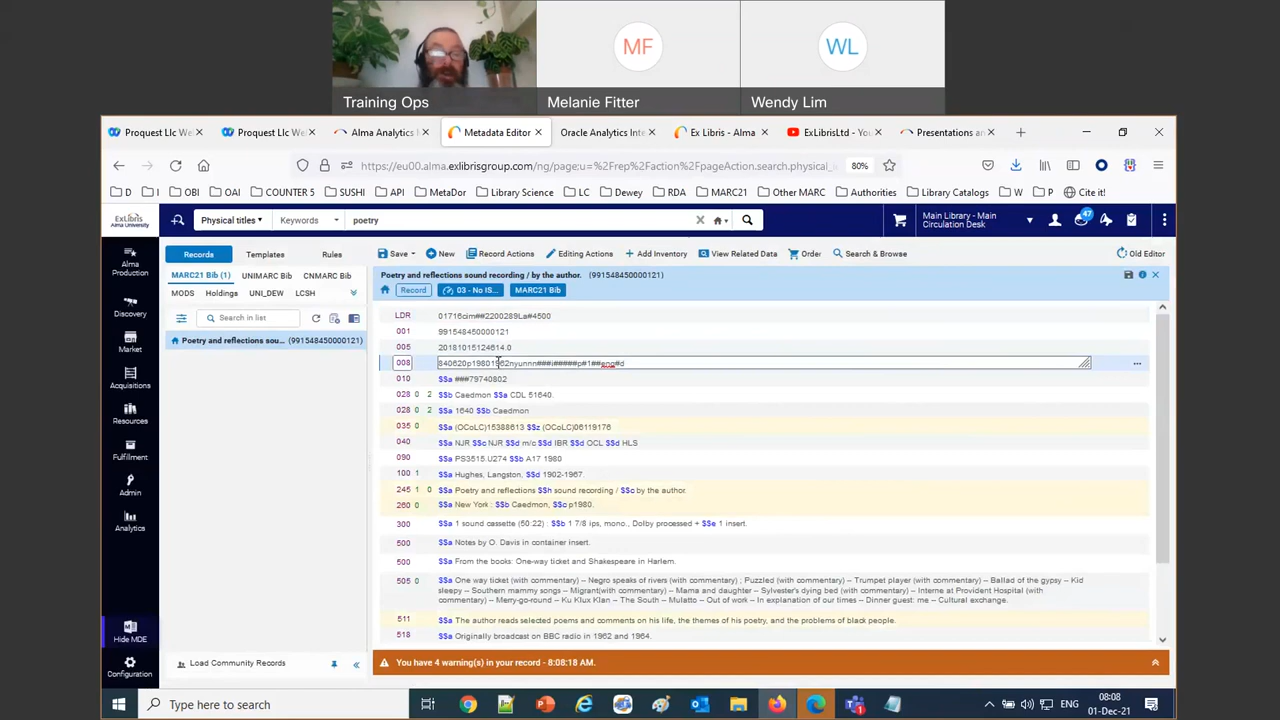 MF
WL
Training Ops
Melanie Fitter
Wendy Lim
Proquest Llc We
Proquest Llc We
Alma Analytics I
Metadata Editor
Oracle Analytics Inte
Ex Libris - Alma
ExLibrisLtd - You
Presentations an
https://eu00.alma.exlibrisgroup.com/ng/page;u=%2Frep%2Faction%2FpageAction.search.physical_i
80%
D
I
OBI
OAI
COUNTER 5
SUSHI
API
MetaDor
Library Science
LC
Dewey
RDA
MARC21
Other MARC
Authorities
Library Catalogs
W
P
Cite it!
ExLibris
Alma University
Physical titles
Keywords
poetry
Main Library - Main
Circulation Desk
47
Alma
Production
Discovery
Market
Acquisitions
Resources
Fulfillment
Admin
Analytics
Hide MDE
Configuration
Records
Templates
Rules
MARC21 Bib (1)
UNIMARC Bib
CNMARC Bib
MODS
Holdings
UNI_DEW
LCSH
Search in list
Poetry and reflections sou... (991548450000121)
Load Community Records
Save
New
Record Actions
Editing Actions
Add Inventory
View Related Data
Order
Search & Browse
Old Editor
Poetry and reflections sound recording / by the author. (991548450000121)
Record
03 - No IS...
MARC21 Bib
LDR 01716cim##2200289La#4500
001 991548450000121
005 20181015124614.0
008 840620p19801962nyunnn###i#####p#1##eng#d
010 $$a ###79740802
028 0 2 $$b Caedmon $$a CDL 51640.
028 0 2 $$a 1640 $$b Caedmon
035 0 $$a (OCoLC)15388613 $$z (OCoLC)06119176
040 $$a NJR $$c NJR $$d m/c $$d IBR $$d OCL $$d HLS
090 $$a PS3515.U274 $$b A17 1980
100 1 $$a Hughes, Langston, $$d 1902-1967.
245 1 0 $$a Poetry and reflections $$h sound recording / $$c by the author.
260 0 $$a New York : $$b Caedmon, $$c p1980.
300 $$a 1 sound cassette (50:22) : $$b 1 7/8 ips, mono., Dolby processed + $$e 1 insert.
500 $$a Notes by O. Davis in container insert.
500 $$a From the books: One-way ticket and Shakespeare in Harlem.
505 0 $$a One way ticket (with commentary) -- Negro speaks of rivers (with commentary) ; Puzzled (with commentary) -- Trumpet player (with commentary) -- Ballad of the gypsy -- Kid
sleepy -- Southern mammy songs -- Migrant(with commentary) -- Mama and daughter -- Sylvester's dying bed (with commentary) -- Interne at Provident Hospital (with
commentary) -- Merry-go-round -- Ku Klux Klan -- The South -- Mulatto -- Out of work -- In explanation of our times -- Dinner guest: me -- Cultural exchange.
511 $$a The author reads selected poems and comments on his life, the themes of his poetry, and the problems of black people.
518 $$a Originally broadcast on BBC radio in 1962 and 1964.
You have 4 warning(s) in your record - 8:08:18 AM.
Type here to search
ENG
08:08
01-Dec-21